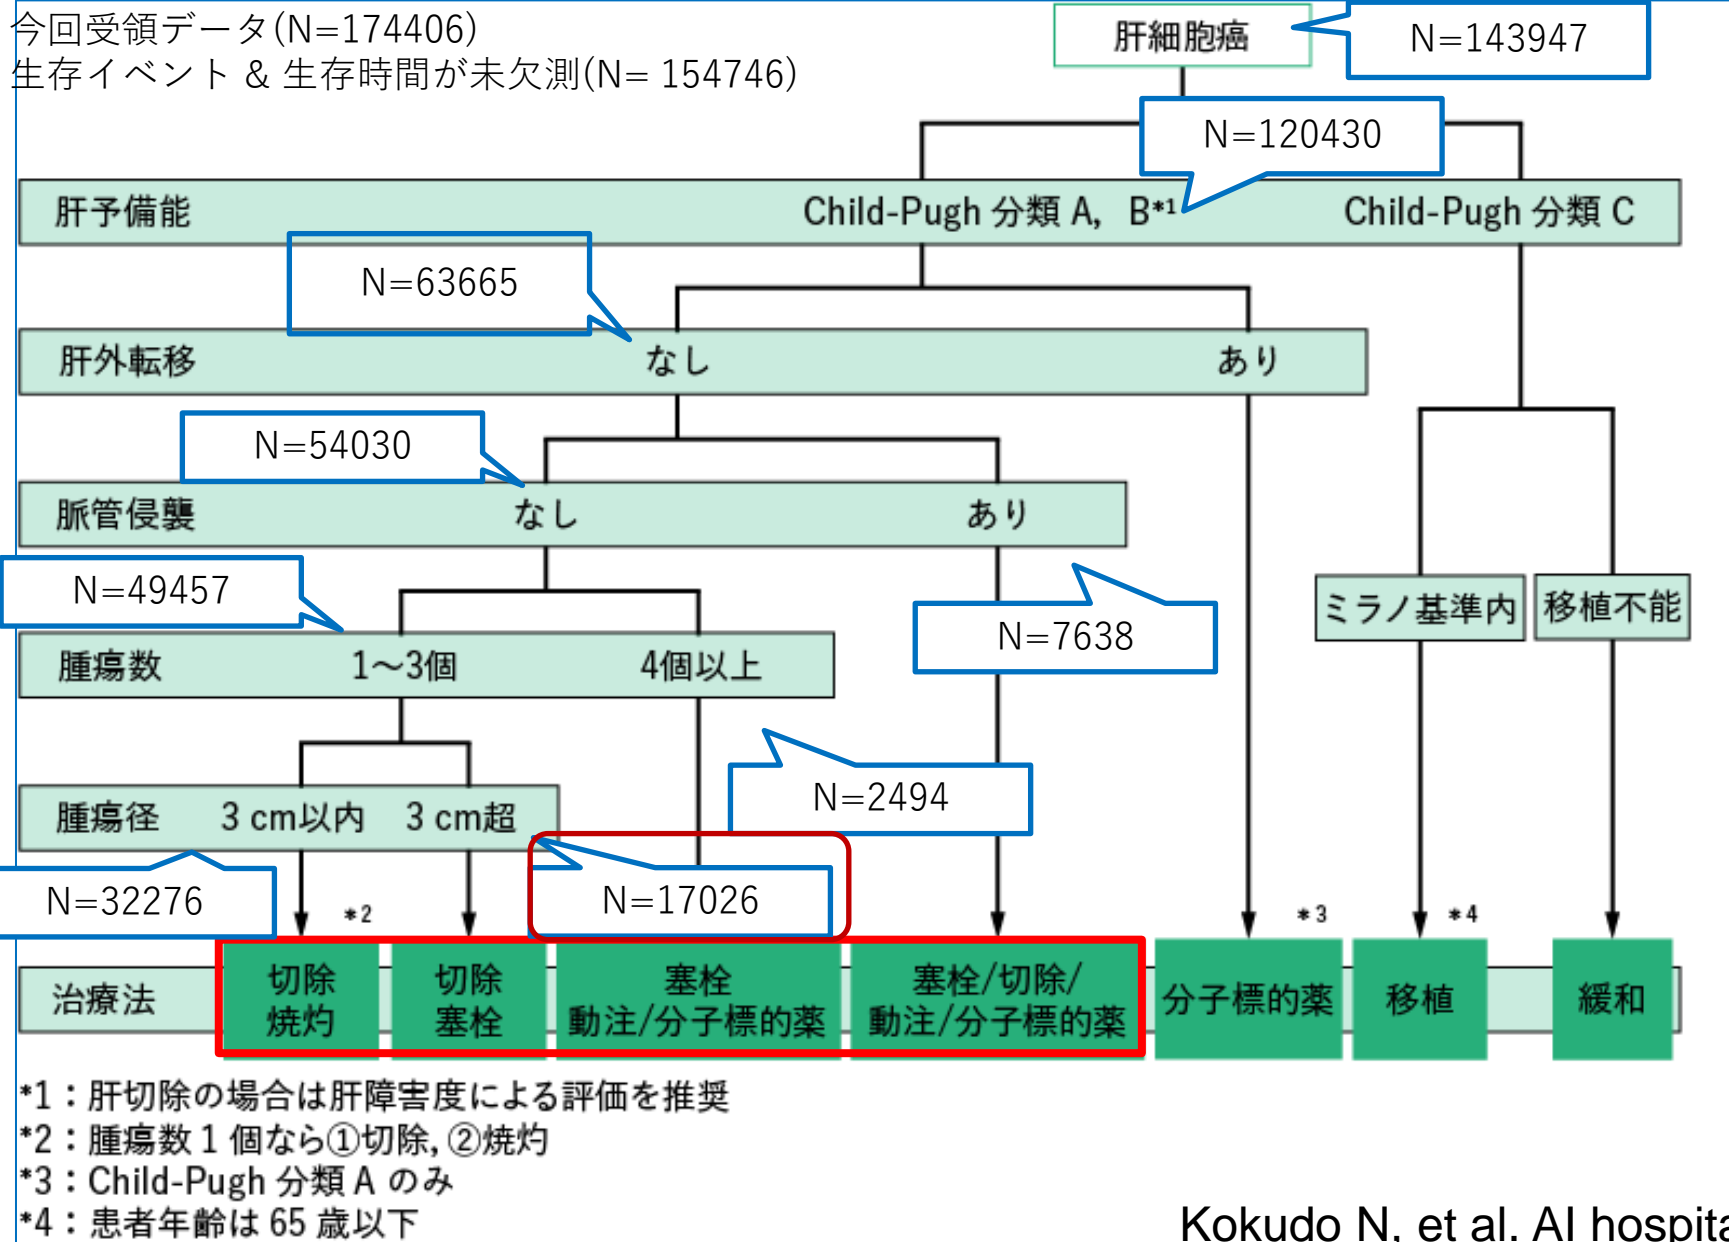 今回受領データ(N=174406)
生存イベント & 生存時間が未欠測(N= 154746)
肝細胞癌
N=143947
N=120430
肝予備能 Child-Pugh 分類 A, B*1 Child-Pugh 分類 C
N=63665
肝外転移 なし あり
N=54030
脈管侵襲 なし あり
N=49457
N=7638
ミラノ基準内 移植不能
腫瘍数 1〜3個 4個以上
N=2494
腫瘍径 3 cm以内 3 cm超
N=32276
N=17026
*2 *3 *4
治療法
切除
焼灼
切除
塞栓
塞栓
動注/分子標的薬
塞栓/切除/
動注/分子標的薬
分子標的薬
移植
緩和
*1：肝切除の場合は肝障害度による評価を推奨
*2：腫瘍数 1 個なら①切除, ②焼灼
*3：Child-Pugh 分類 A のみ
*4：患者年齢は 65 歳以下
Kokudo N, et al. AI hospita